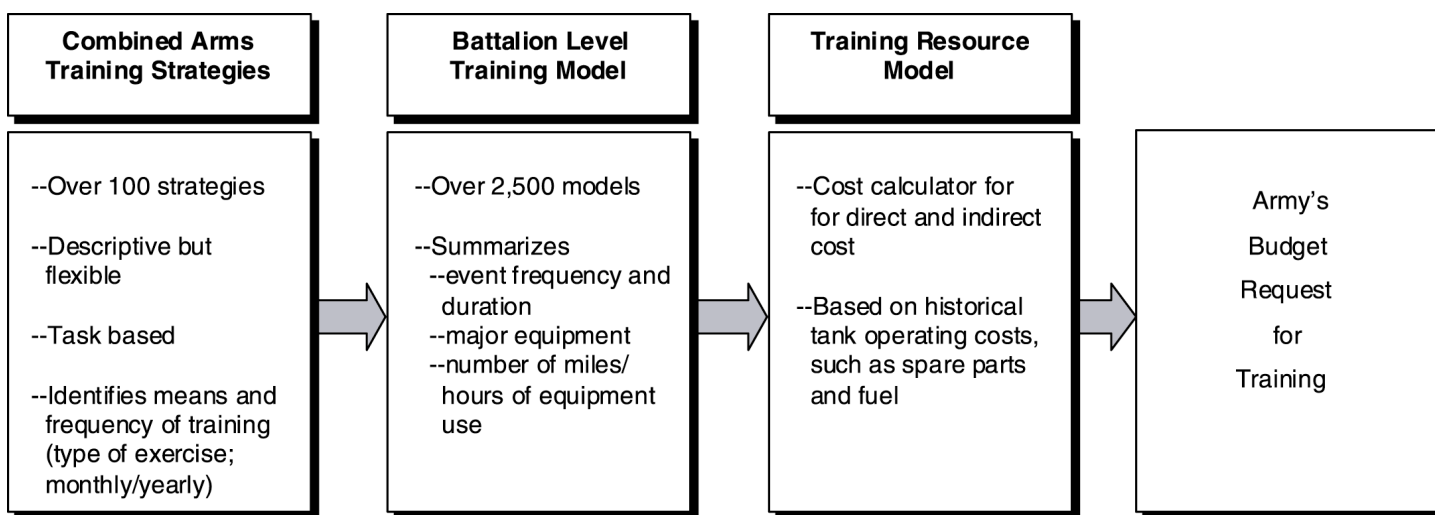 Combined Arms
Training Strategies
--Over 100 strategies
--Descriptive but
flexible
--Task based
--Identifies means and
frequency of training
(type of exercise;
monthly/yearly)
Battalion Level
Training Model
--Over 2,500 models
--Summarizes
--event frequency and
duration
--major equipment
--number of miles/
hours of equipment
use
Training Resource
Model
--Cost calculator for
for direct and indirect
cost
--Based on historical
tank operating costs,
such as spare parts
and fuel
Army’s
Budget
Request
for
Training